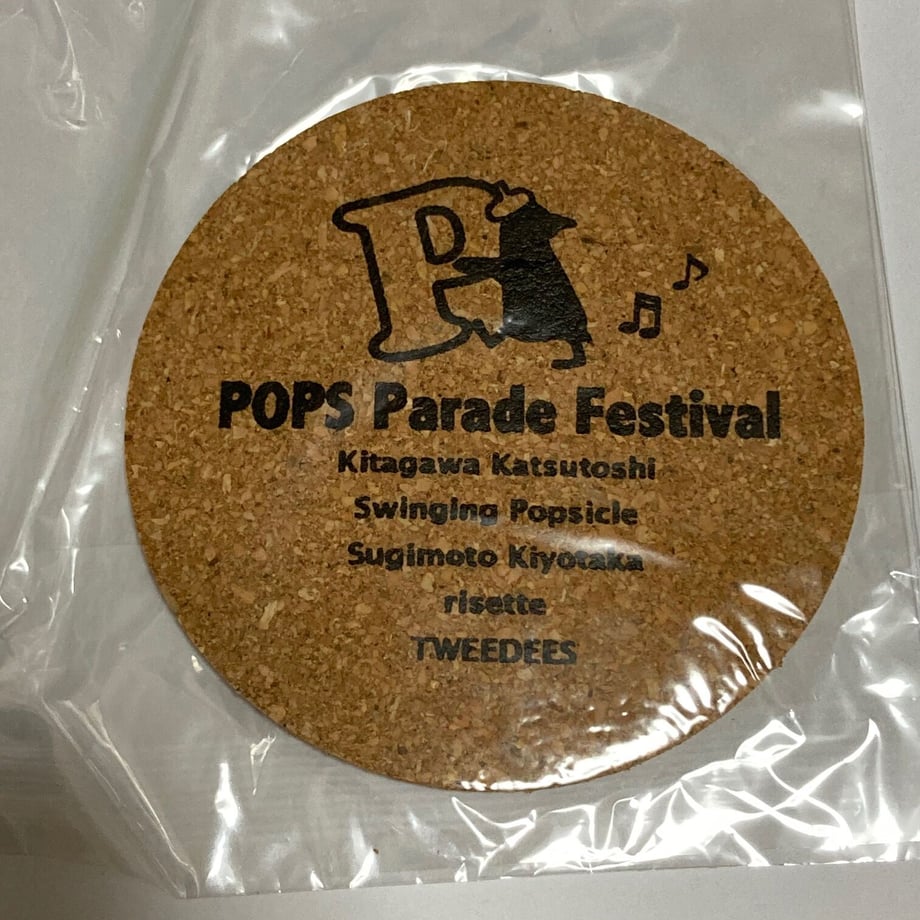 P
POPS Parade Festival
Kitagawa Katsutoshi
Swinging Popsicle
Sugimoto Kiyotaka
risette
TWEEDEES